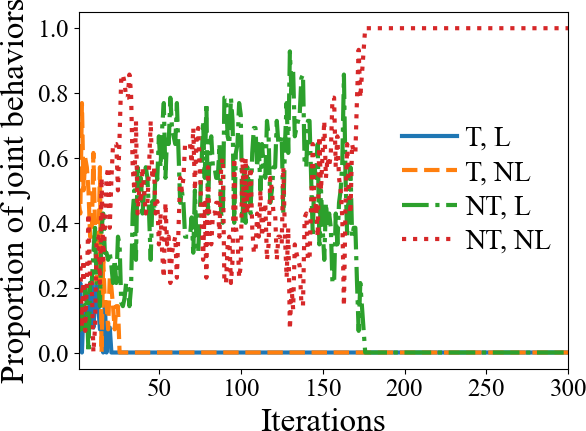 Proportion of joint behaviors
1.0
0.8
0.6
0.4
0.2
0.0
T, L
T, NL
NT, L
NT, NL
50 100 150 200 250 300
Iterations